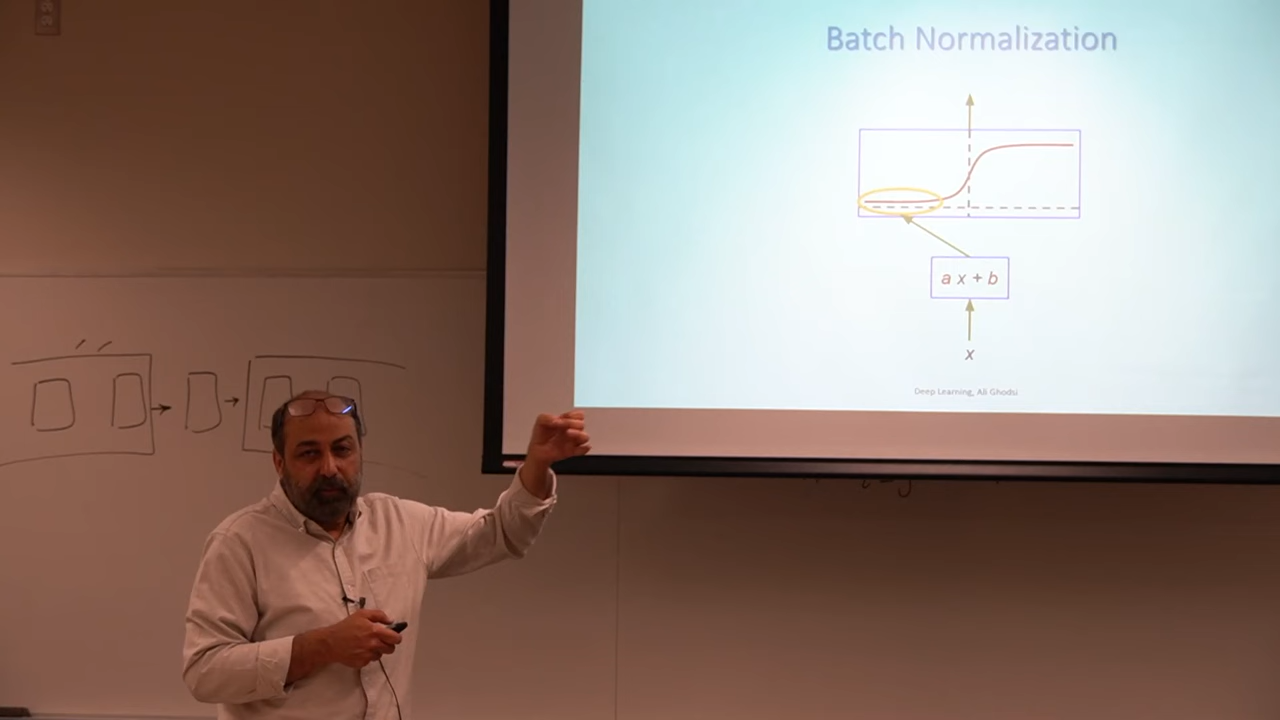 Batch Normalization
a x + b
x
Deep Learning, Ali Ghodsi